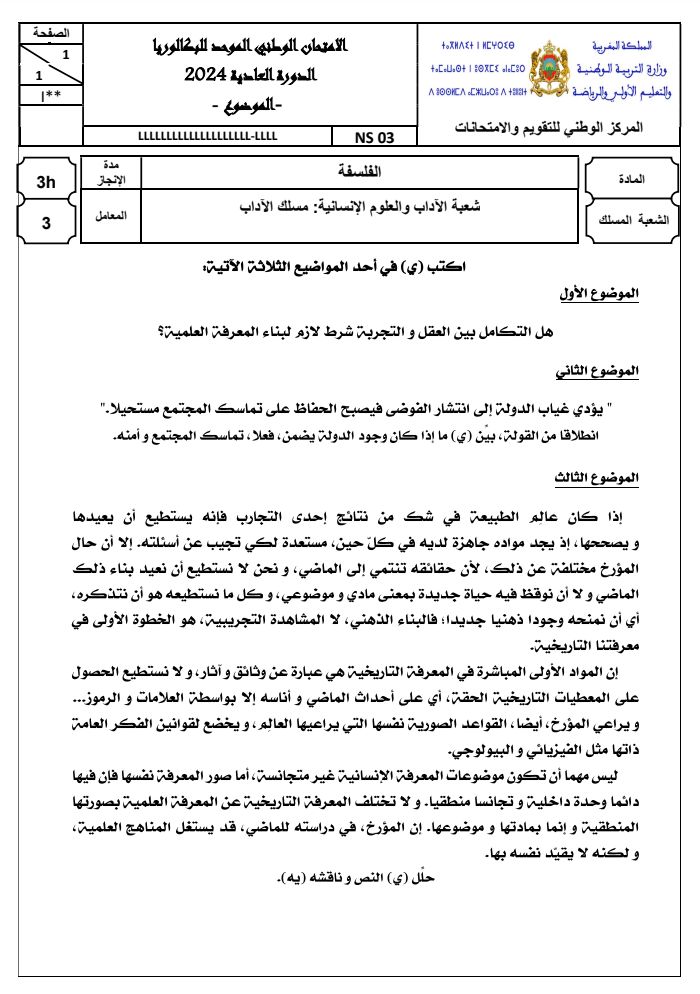 الصفحة
1
1
**I
الامتحان الوطني الموحد للبكالوريا
الدورة العادية 2024
-الموضوع -
LLLLLLLLLLLLLLLLLLL-LLLL
NS 03
المملكة المغربية
وزارة التربية الوطنية
والتعليم الأولي والرياضة
المركز الوطني للتقويم والامتحانات
3h
مدة الإنجاز
الفلسفة
المادة
3
المعامل
شعبة الآداب والعلوم الإنسانية: مسلك الآداب
الشعبة المسلك
اكتب (ي) في أحد المواضيع الثلاثة الآتية:
الموضوع الأول
هل التكامل بين العقل و التجربة شرط لازم لبناء المعرفة العلمية؟
الموضوع الثاني
" يؤدي غياب الدولة إلى انتشار الفوضى فيصبح الحفاظ على تماسك المجتمع مستحيلا."
انطلاقا من القولة، بيّن (ي) ما إذا كان وجود الدولة يضمن، فعلا، تماسك المجتمع و أمنه.
الموضوع الثالث
إذا كان عالِم الطبيعة في شك من نتائج إحدى التجارب فإنه يستطيع أن يعيدها
و يصححها، إذ يجد مواده جاهزة لديه في كلّ حين، مستعدة لكي تجيب عن أسئلته. إلا أن حال
المؤرخ مختلفة عن ذلك، لأن حقائقه تنتمي إلى الماضي، و نحن لا نستطيع أن نعيد بناء ذلك
الماضي و لا أن نوقظ فيه حياة جديدة بمعنى مادي و موضوعي، و كل ما نستطيعه هو أن نتذكره،
أي أن نمنحه وجودا ذهنيا جديدا؛ فالبناء الذهني، لا المشاهدة التجريبية، هو الخطوة الأولى في
معرفتنا التاريخية.
إن المواد الأولى المباشرة في المعرفة التاريخية هي عبارة عن وثائق و آثار، و لا نستطيع الحصول
على المعطيات التاريخية الحقة، أي على أحداث الماضي و أناسه إلا بواسطة العلامات و الرموز...
و يراعي المؤرخ، أيضا، القواعد الصورية نفسها التي يراعيها العالِم، و يخضع لقوانين الفكر العامة
ذاتها مثل الفيزيائي و البيولوجي.
ليس مهما أن تكون موضوعات المعرفة الإنسانية غير متجانسة، أما صور المعرفة نفسها فإن فيها
دائما وحدة داخلية و تجانسا منطقيا. و لا تختلف المعرفة التاريخية عن المعرفة العلمية بصورتها
المنطقية و إنما بمادتها و موضوعها. إن المؤرخ، في دراسته للماضي، قد يستغل المناهج العلمية،
و لكنه لا يقيّد نفسه بها.
حلّل (ي) النص و ناقشه (يه).